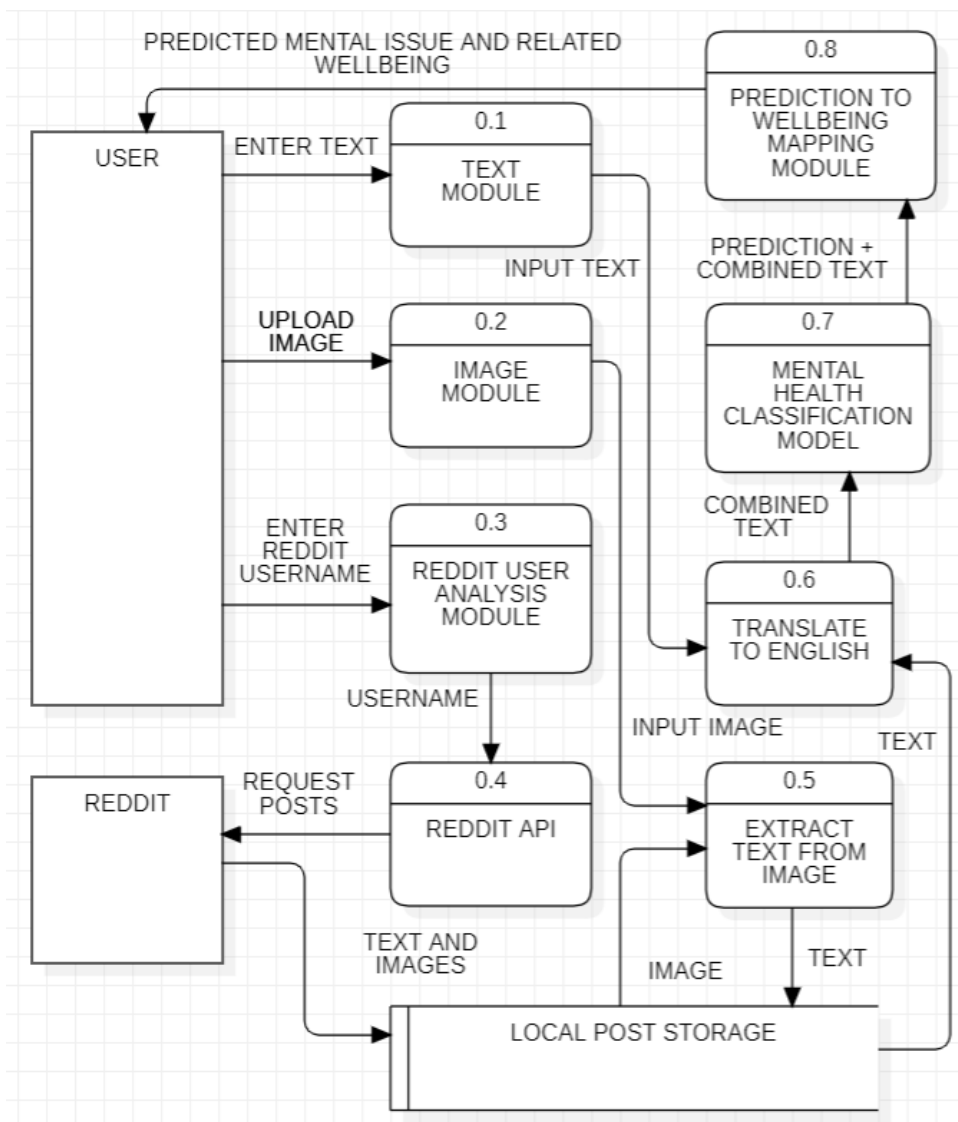 PREDICTED MENTAL ISSUE AND RELATED
WELLBEING
0.8
PREDICTION TO
WELLBEING
MAPPING
MODULE
USER
ENTER TEXT
0.1
TEXT
MODULE
INPUT TEXT
PREDICTION +
COMBINED TEXT
UPLOAD
IMAGE
0.2
IMAGE
MODULE
0.7
MENTAL
HEALTH
CLASSIFICATION
MODEL
COMBINED
TEXT
ENTER
REDDIT
USERNAME
0.3
REDDIT USER
ANALYSIS
MODULE
0.6
TRANSLATE
TO ENGLISH
USERNAME
INPUT IMAGE
TEXT
REDDIT
REQUEST
POSTS
0.4
REDDIT API
0.5
EXTRACT
TEXT FROM
IMAGE
TEXT AND
IMAGES
IMAGE
TEXT
LOCAL POST STORAGE